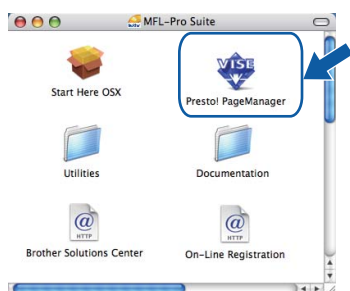 MFL-Pro Suite
VISE
Start Here OSX
Presto! PageManager
Utilities
Documentation
@
HTTP
@
HTTP
Brother Solutions Center
On-Line Registration